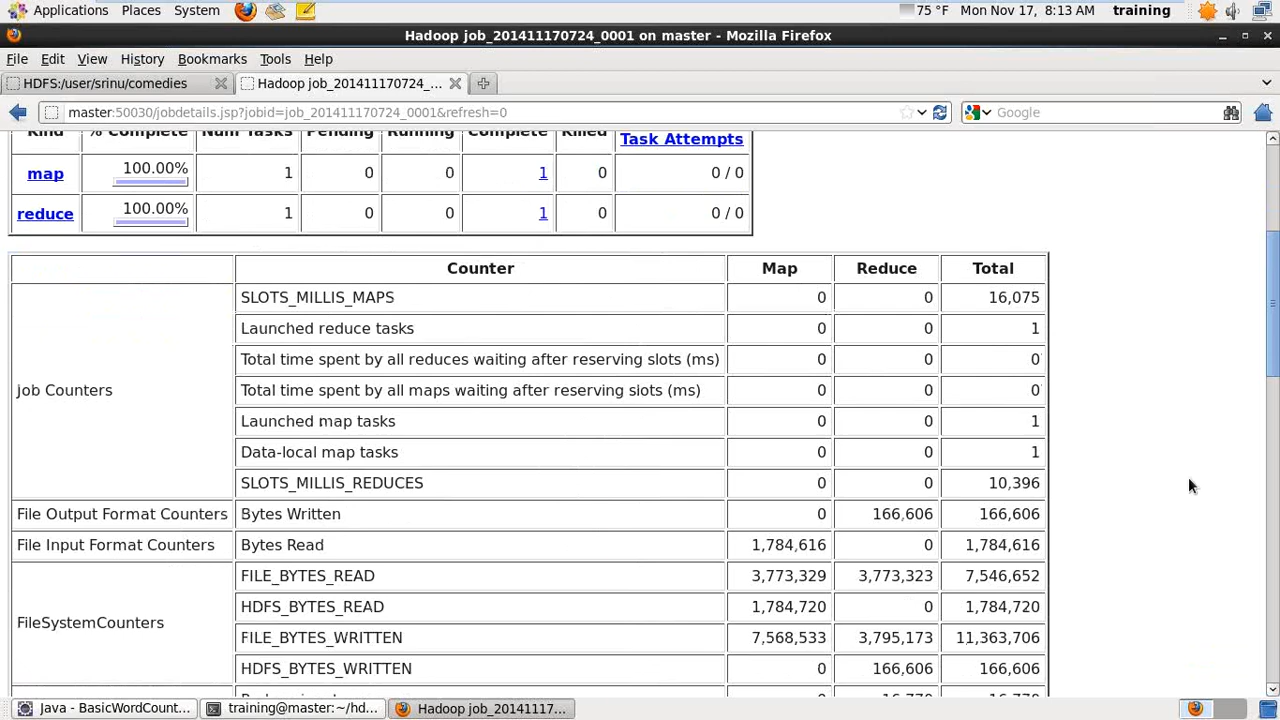 Applications Places System 75 °F Mon Nov 17, 8:13 AM training
Hadoop job_201411170724_0001 on master - Mozilla Firefox
File Edit View History Bookmarks Tools Help
HDFS:/user/srinu/comedies Hadoop job_201411170724_...
master:50030/jobdetails.jsp?jobid=job_201411170724_0001&refresh=0 Google
Kind % Complete Num Tasks Pending Running Complete Killed Task Attempts
map 100.00% 1 0 0 1 0 0 / 0
reduce 100.00% 1 0 0 1 0 0 / 0
Counter Map Reduce Total
Job Counters
SLOTS_MILLIS_MAPS 0 0 16,075
Launched reduce tasks 0 0 1
Total time spent by all reduces waiting after reserving slots (ms) 0 0 0
Total time spent by all maps waiting after reserving slots (ms) 0 0 0
Launched map tasks 0 0 1
Data-local map tasks 0 0 1
SLOTS_MILLIS_REDUCES 0 0 10,396
File Output Format Counters Bytes Written 0 166,606 166,606
File Input Format Counters Bytes Read 1,784,616 0 1,784,616
FileSystemCounters
FILE_BYTES_READ 3,773,329 3,773,323 7,546,652
HDFS_BYTES_READ 1,784,720 0 1,784,720
FILE_BYTES_WRITTEN 7,568,533 3,795,173 11,363,706
HDFS_BYTES_WRITTEN 0 166,606 166,606
Java - BasicWordCount... training@master:~/hd... Hadoop job_20141117...